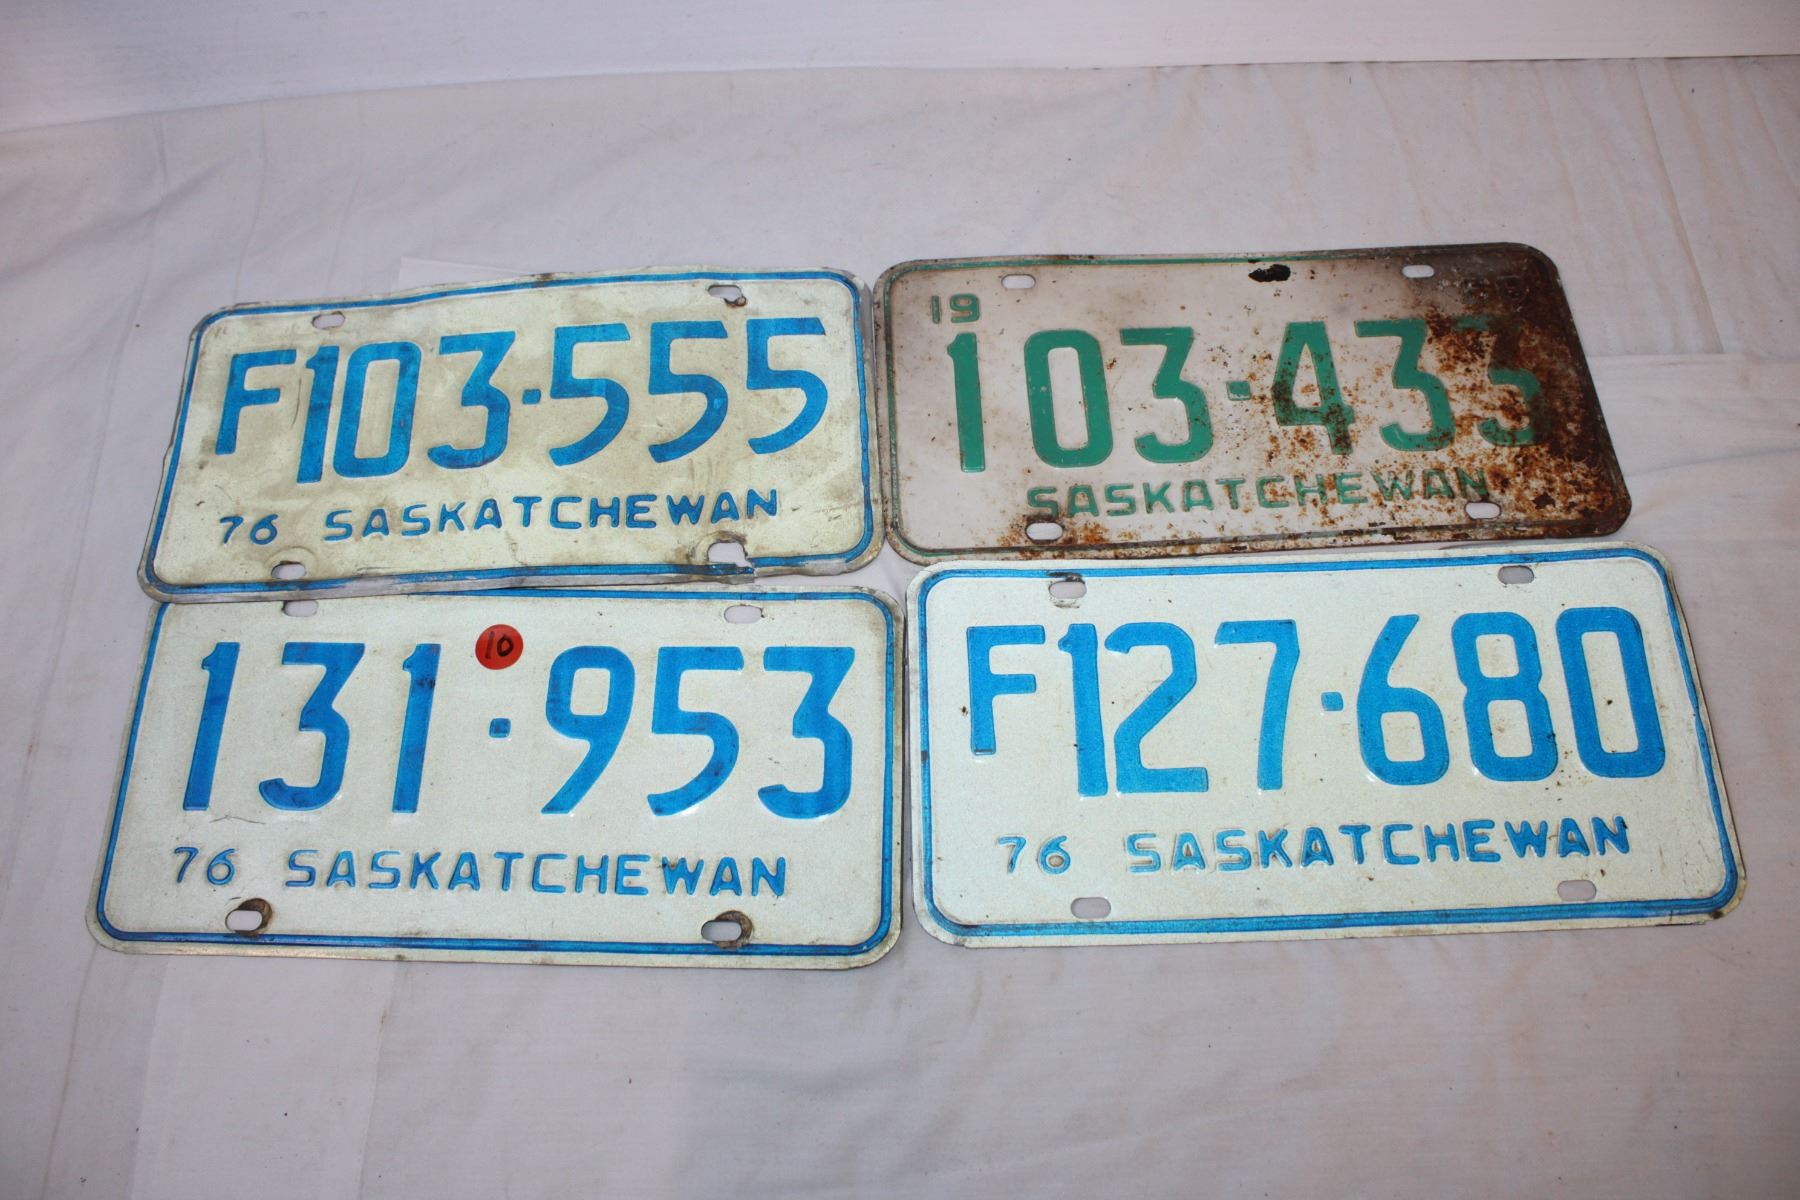 F103-555
76 SASKATCHEWAN
19
103-433
SASKATCHEWAN
10
131-953
76 SASKATCHEWAN
F127-680
76 SASKATCHEWAN